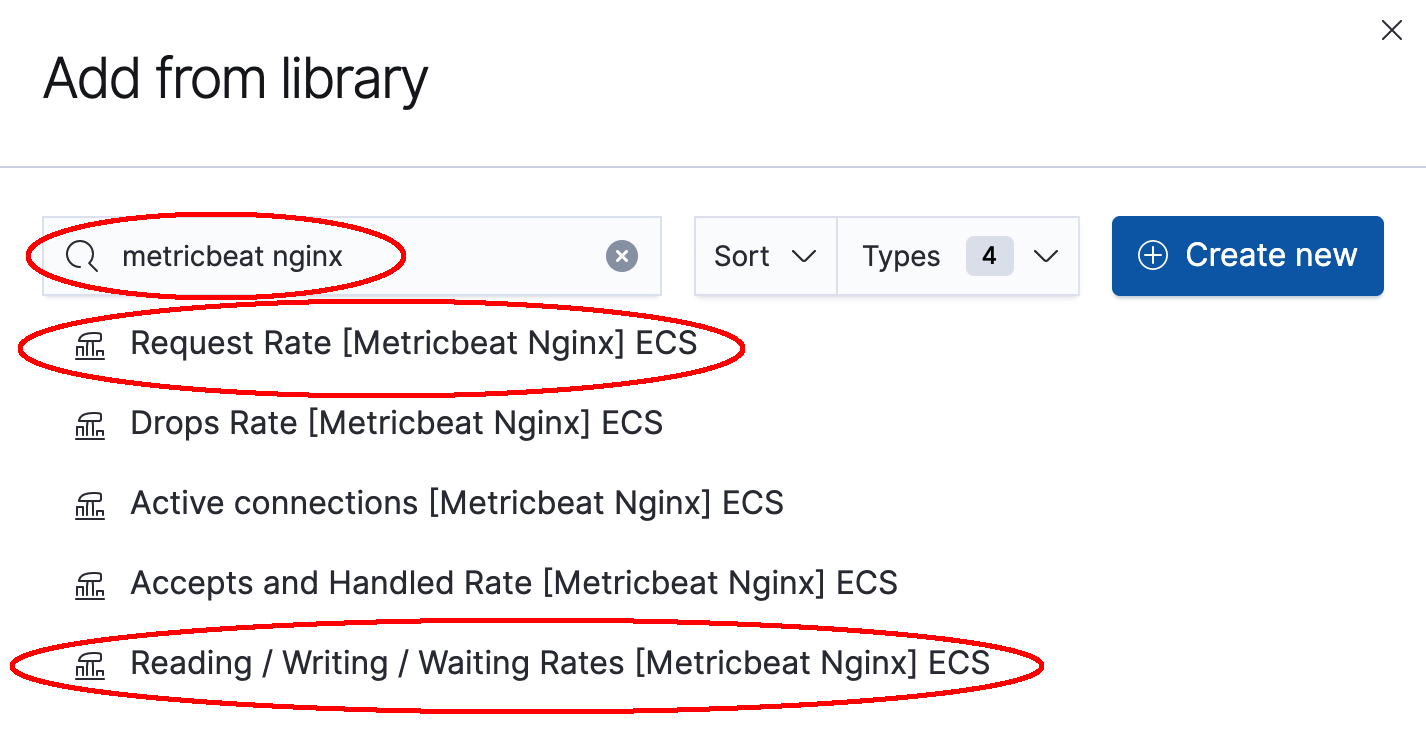 Add from library
metricbeat nginx
Sort
Types 4
Create new
Request Rate [Metricbeat Nginx] ECS
Drops Rate [Metricbeat Nginx] ECS
Active connections [Metricbeat Nginx] ECS
Accepts and Handled Rate [Metricbeat Nginx] ECS
Reading / Writing / Waiting Rates [Metricbeat Nginx] ECS